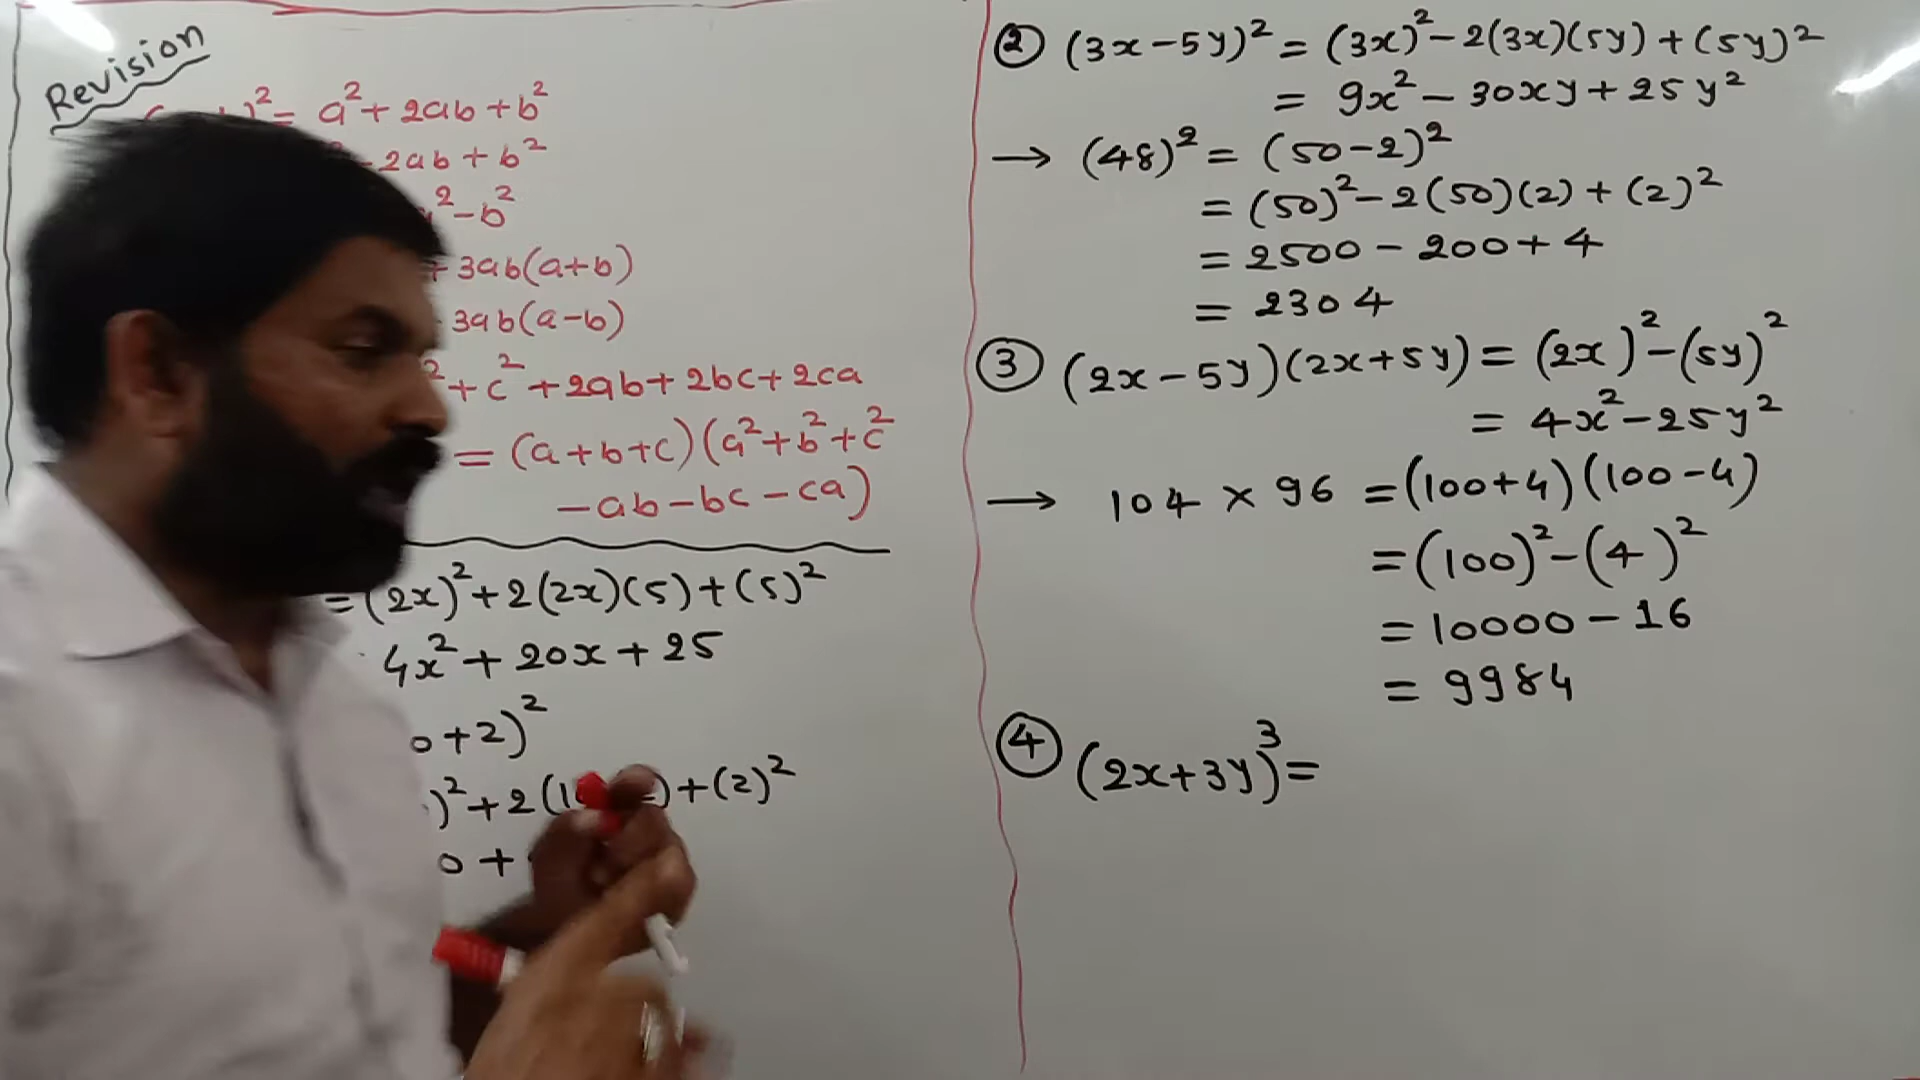 Revision
)² = a² + 2ab + b²
2ab + b²
² - b²
+ 3ab(a+b)
3ab(a-b)
² + c² + 2ab + 2bc + 2ca
= (a+b+c)(a²+b²+c²
-ab-bc-ca)
= (2x)² + 2(2x)(5) + (5)²
4x² + 20x + 25
0+2)²
)² + 2(1 ) + (2)²
0 +
② (3x-5y)² = (3x)² - 2(3x)(5y) + (5y)²
= 9x² - 30xy + 25y²
→ (48)² = (50-2)²
= (50)² - 2(50)(2) + (2)²
= 2500 - 200 + 4
= 2304
③ (2x-5y)(2x+5y) = (2x)² - (5y)²
= 4x² - 25y²
→ 104 × 96 = (100+4)(100-4)
= (100)² - (4)²
= 10000 - 16
= 9984
④ (2x+3y)³ =